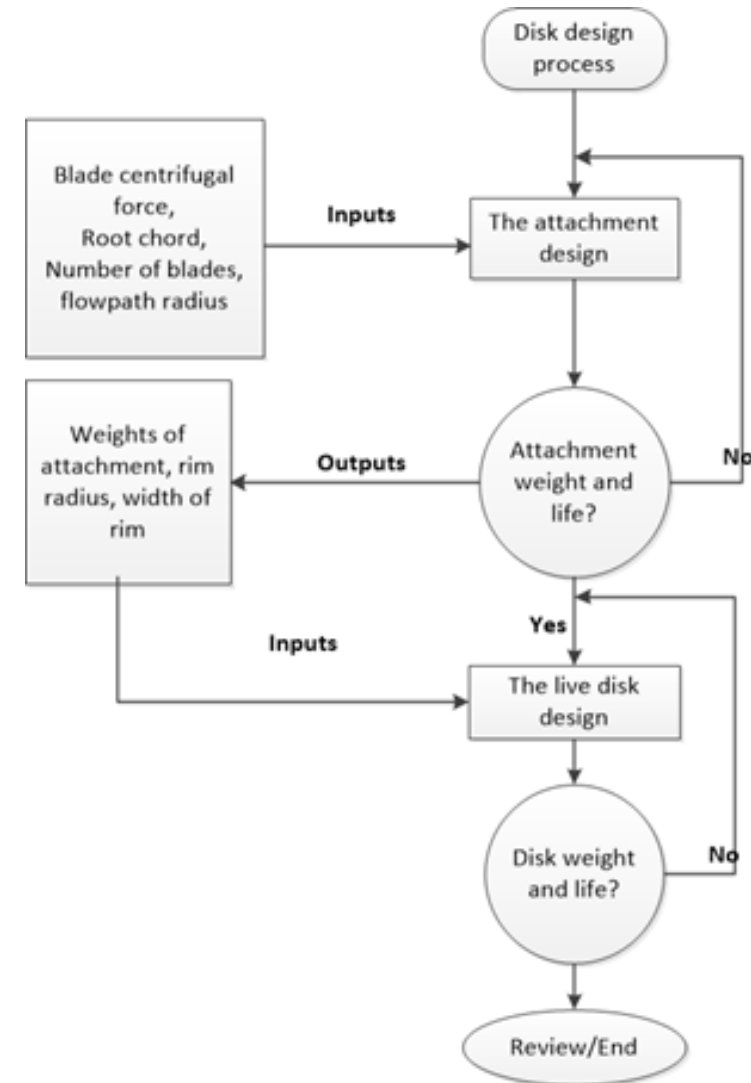 Disk design
process
Blade centrifugal
force,
Root chord,
Number of blades,
flowpath radius
Inputs
The attachment
design
Weights of
attachment, rim
radius, width of
rim
Outputs
Attachment
weight and
life?
No
Yes
Inputs
The live disk
design
Disk weight
and life?
No
Review/End